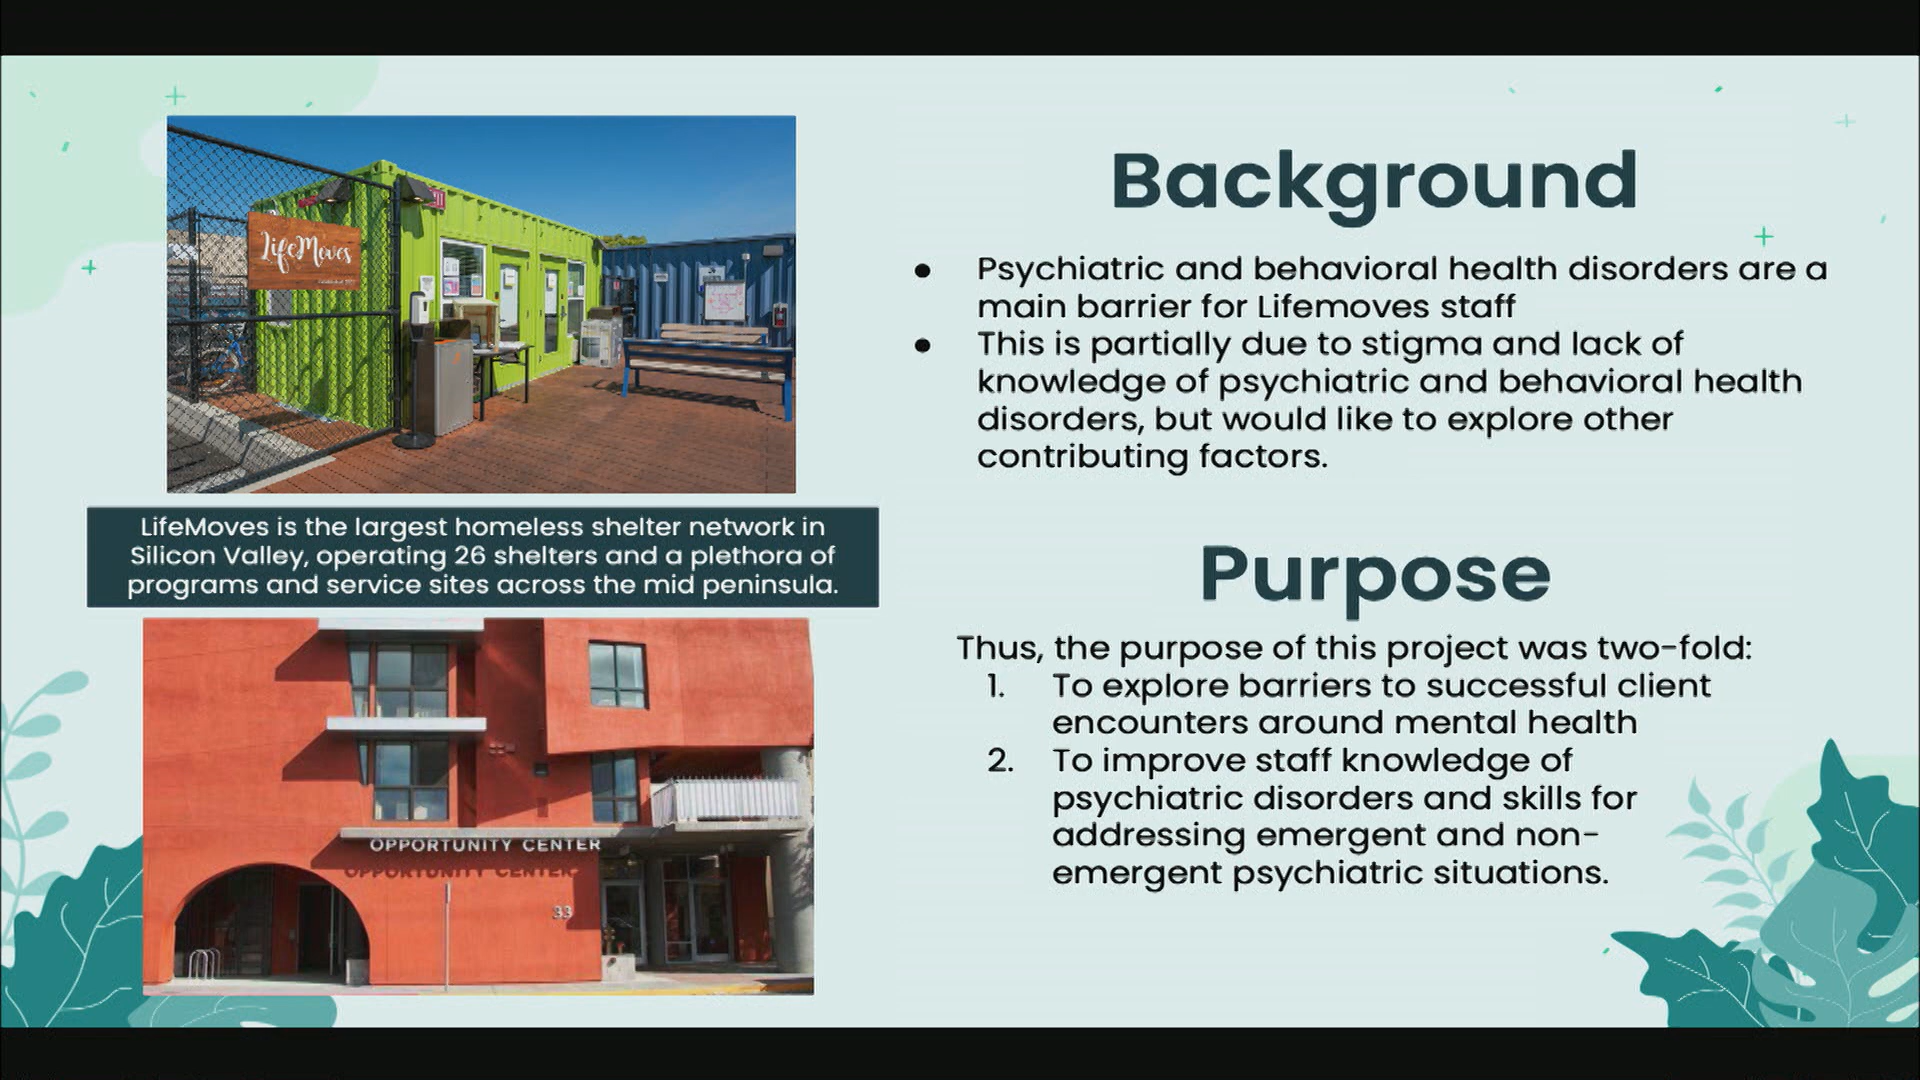 LifeMoves
LifeMoves is the largest homeless shelter network in
Silicon Valley, operating 26 shelters and a plethora of
programs and service sites across the mid peninsula.
OPPORTUNITY CENTER
33
Background
● Psychiatric and behavioral health disorders are a
main barrier for Lifemoves staff
● This is partially due to stigma and lack of
knowledge of psychiatric and behavioral health
disorders, but would like to explore other
contributing factors.
Purpose
Thus, the purpose of this project was two-fold:
1. To explore barriers to successful client
encounters around mental health
2. To improve staff knowledge of
psychiatric disorders and skills for
addressing emergent and non-
emergent psychiatric situations.